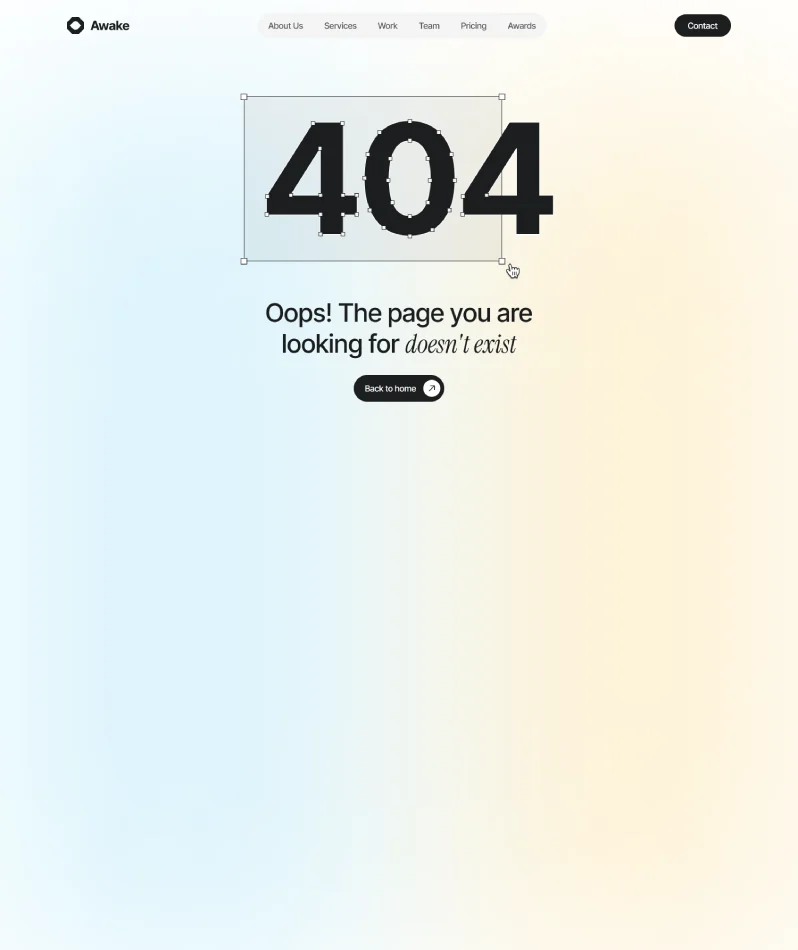 Awake
About Us Services Work Team Pricing Awards
Contact
404
Oops! The page you are
looking for doesn't exist
Back to home